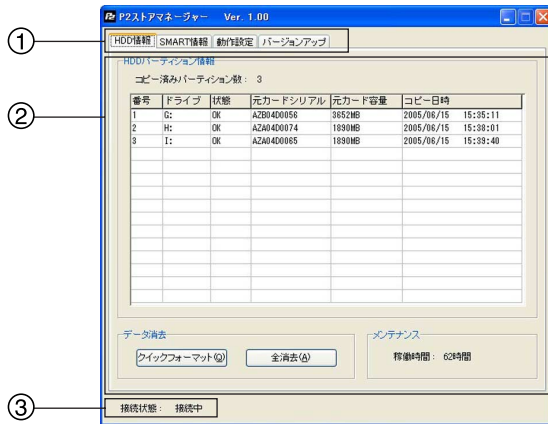 P2ストアマネージャー Ver. 1.00
① HDD情報 SMART情報 動作設定 バージョンアップ
HDDパーティション情報
コピー済みパーティション数： 3
②
番号 ドライブ 状態 元カードシリアル 元カード容量 コピー日時
1 G: OK AZB04D0056 3652MB 2005/06/15 15:35:11
2 H: OK AZA04D0074 1890MB 2005/06/15 15:38:01
3 I: OK AZA04D0065 1890MB 2005/06/15 15:39:40
データ消去 メンテナンス
クイックフォーマット(Q) 全消去(A) 稼働時間： 62時間
③ 接続状態： 接続中